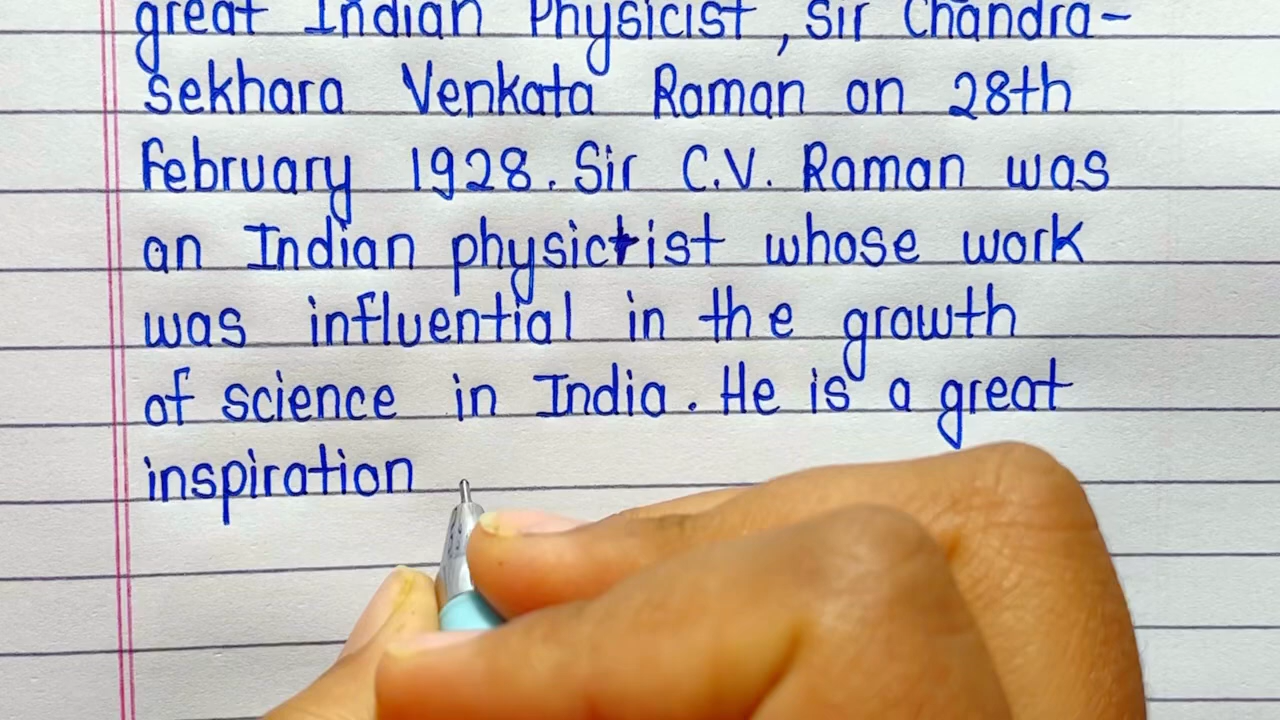 great Indian Physicist, Sir Chandra-
sekhara Venkata Raman on 28th
February 1928. Sir C.V. Raman was
an Indian physictist whose work
was influential in the growth
of science in India. He is a great
inspiration